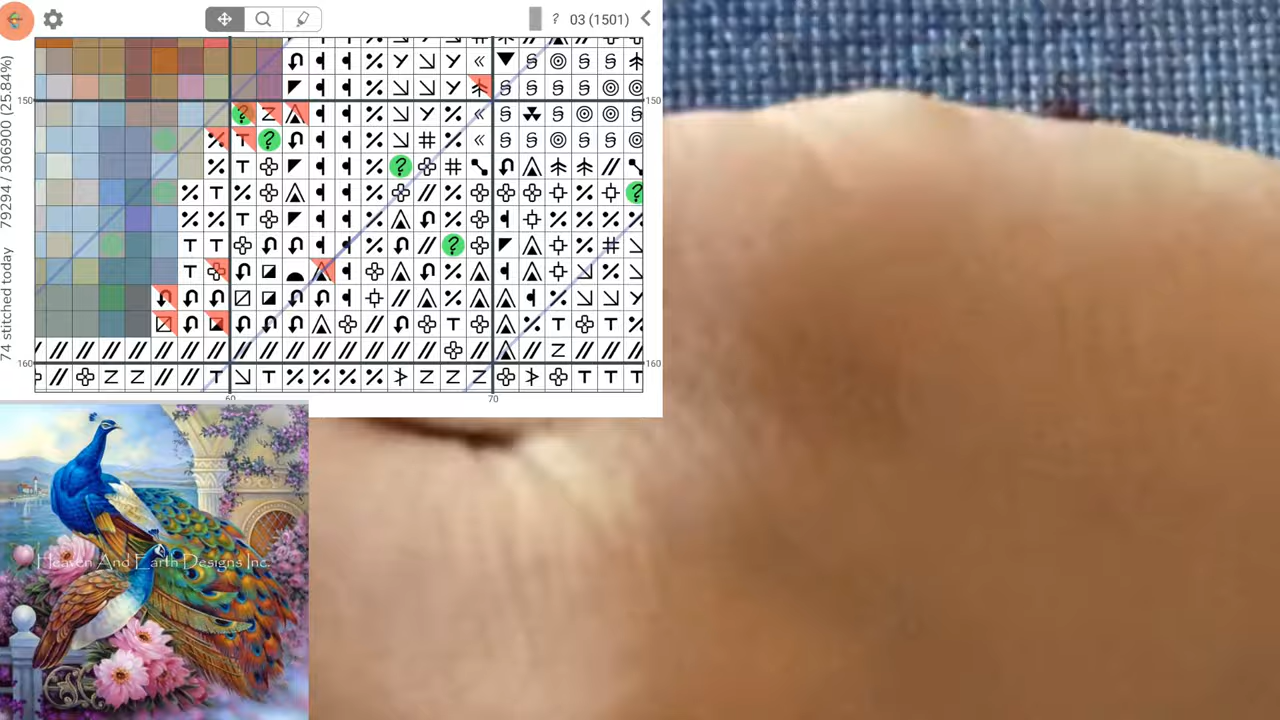 ? 03 (1501)
74 stitched today 79294 / 306900 (25.84%)
150 150
160 160
60 70
Heaven And Earth Designs Inc.